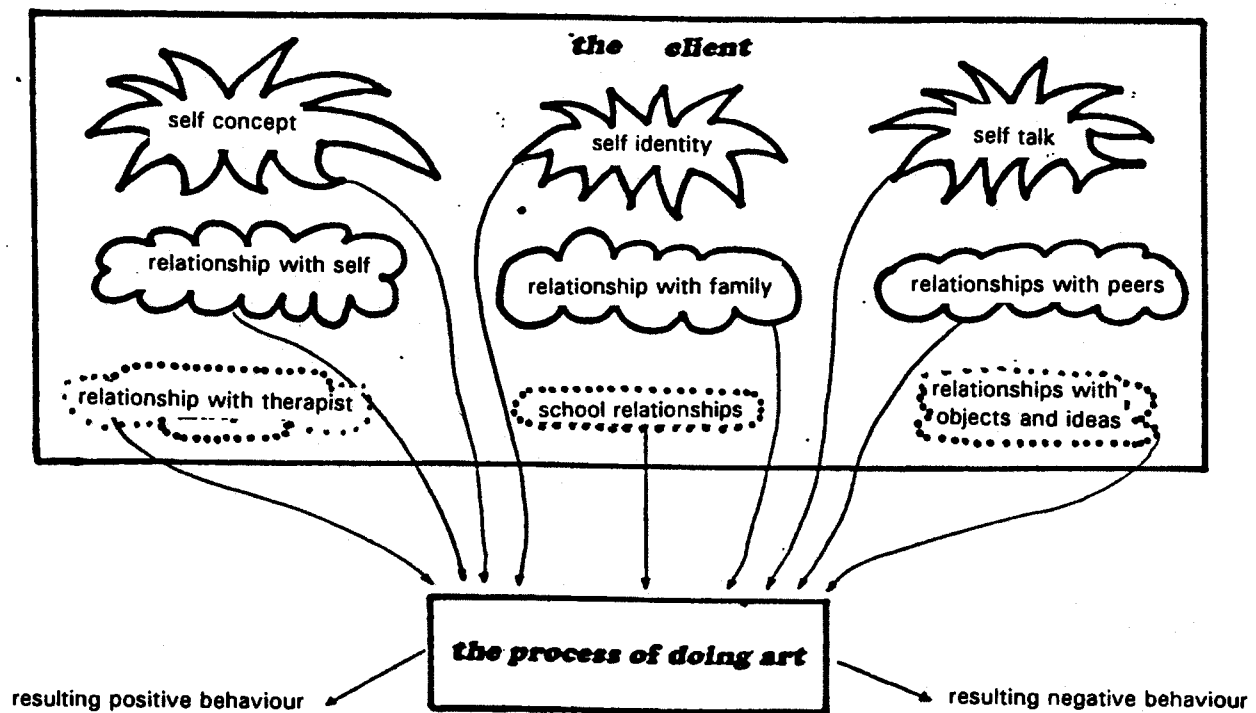 the client
self concept
self identity
self talk
relationship with self
relationship with family
relationships with peers
relationship with therapist
school relationships
relationships with
objects and ideas
the process of doing art
resulting positive behaviour
resulting negative behaviour